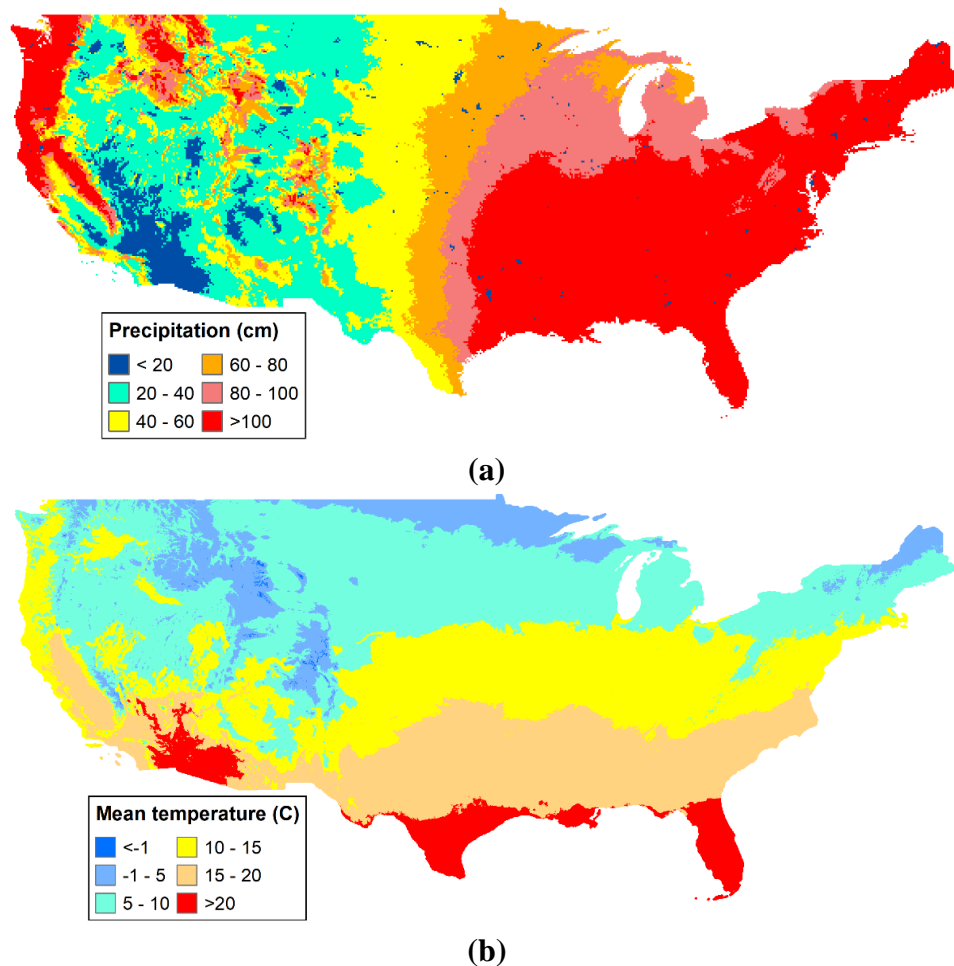 Precipitation (cm)
< 20 60 - 80
20 - 40 80 - 100
40 - 60 >100
(a)
Mean temperature (C)
<-1 10 - 15
-1 - 5 15 - 20
5 - 10 >20
(b)